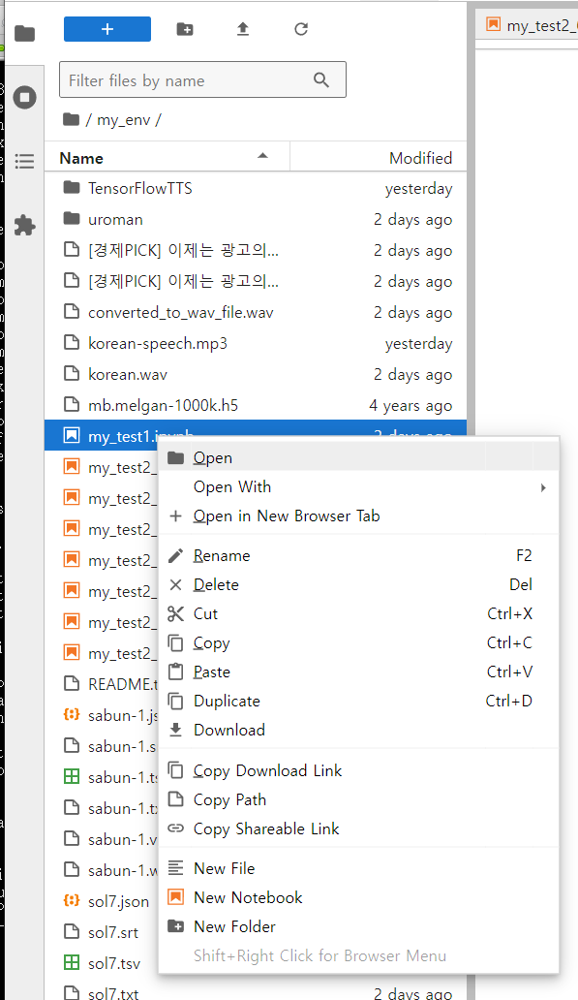 my_test2_
Filter files by name
/ my_env /
Name Modified
TensorFlowTTS yesterday
uroman 2 days ago
[경제PICK] 이제는 광고의... 2 days ago
[경제PICK] 이제는 광고의... 2 days ago
converted_to_wav_file.wav 2 days ago
korean-speech.mp3 yesterday
korean.wav 2 days ago
mb.melgan-1000k.h5 4 years ago
my_test1.ipynb 2 days ago
my_test2_
my_test2_
my_test2_
my_test2_
my_test2_
my_test2_
my_test2_
README.t
sabun-1.js
sabun-1.s
sabun-1.ts
sabun-1.tx
sabun-1.v
sabun-1.w
sol7.json
sol7.srt
sol7.tsv
sol7.txt 2 days ago
Open
Open With
Open in New Browser Tab
Rename F2
Delete Del
Cut Ctrl+X
Copy Ctrl+C
Paste Ctrl+V
Duplicate Ctrl+D
Download
Copy Download Link
Copy Path
Copy Shareable Link
New File
New Notebook
New Folder
Shift+Right Click for Browser Menu